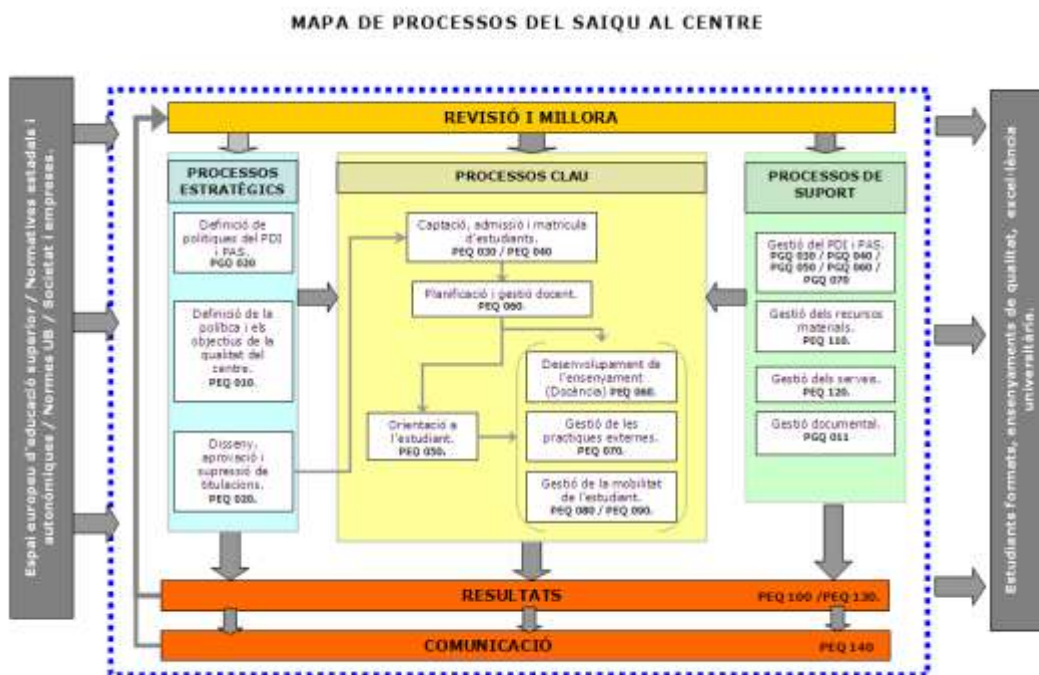 MAPA DE PROCESSOS DEL SAIQU AL CENTRE
Espai europeu d'educació superior / Normatives estadals i
autonòmiques / Normes UB / Societat i empreses.
REVISIÓ I MILLORA
PROCESSOS
ESTRATÈGICS
Definició de
polítiques del PDI
i PAS.
PGQ 020
Definició de la
política i els
objectius de la
qualitat del
centre.
PEQ 010.
Disseny,
aprovació i
supressió de
titulacions.
PEQ 020.
PROCESSOS CLAU
Captació, admissió i matrícula
d'estudiants.
PEQ 030 / PEQ 040
Planificació i gestió docent.
PEQ 060.
Desenvolupament de
l'ensenyament
(Docència) PEQ 060.
Orientació a
l'estudiant.
PEQ 050.
Gestió de les
pràctiques externes.
PEQ 070.
Gestió de la mobilitat
de l'estudiant.
PEQ 080 / PEQ 090.
PROCESSOS DE
SUPORT
Gestió del PDI i PAS.
PGQ 030 / PGQ 040 /
PGQ 050 / PGQ 060 /
PGQ 070
Gestió dels recursos
materials.
PEQ 110.
Gestió dels serveis.
PEQ 120.
Gestió documental.
PGQ 011
RESULTATS
PEQ 100 /PEQ 130.
COMUNICACIÓ
PEQ 140
Estudiants formats, ensenyaments de qualitat, excel·lència
universitària.